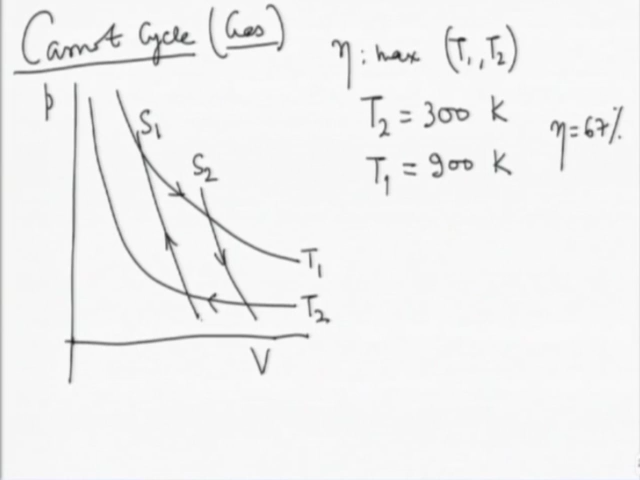 Carnot Cycle (Gas)
η : max (T₁, T₂)
T₂ = 300 K
T₁ = 900 K
η = 67%
p
S₁
S₂
T₁
T₂
V